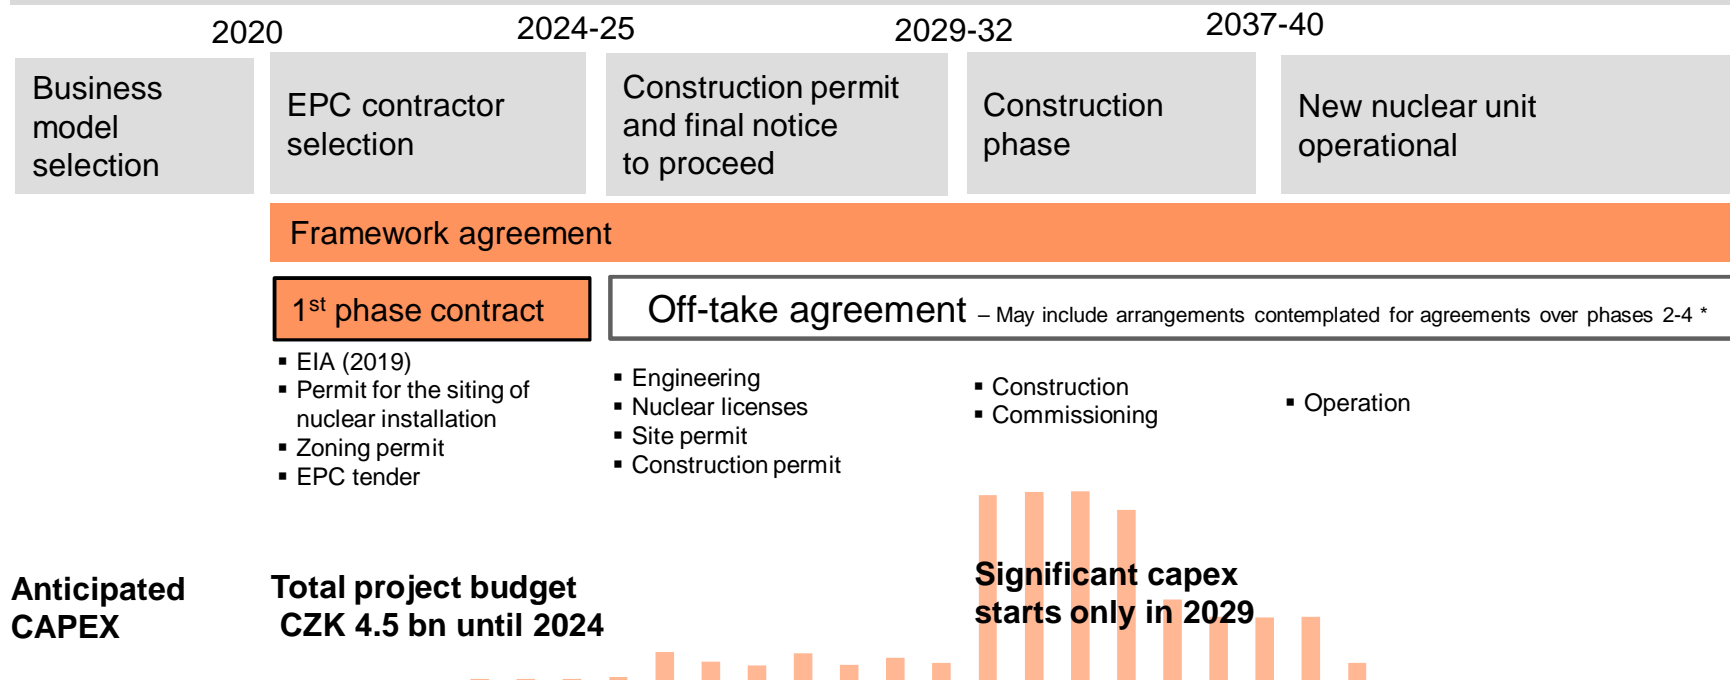 2020
2024-25
2029-32
2037-40
Business
model
selection
EPC contractor
selection
Construction permit
and final notice
to proceed
Construction
phase
New nuclear unit
operational
Framework agreement
1st phase contract
Off-take agreement – May include arrangements contemplated for agreements over phases 2-4 *
▪ EIA (2019)
▪ Permit for the siting of
nuclear installation
▪ Zoning permit
▪ EPC tender
▪ Engineering
▪ Nuclear licenses
▪ Site permit
▪ Construction permit
▪ Construction
▪ Commissioning
▪ Operation
Anticipated
CAPEX
Total project budget
CZK 4.5 bn until 2024
Significant capex
starts only in 2029